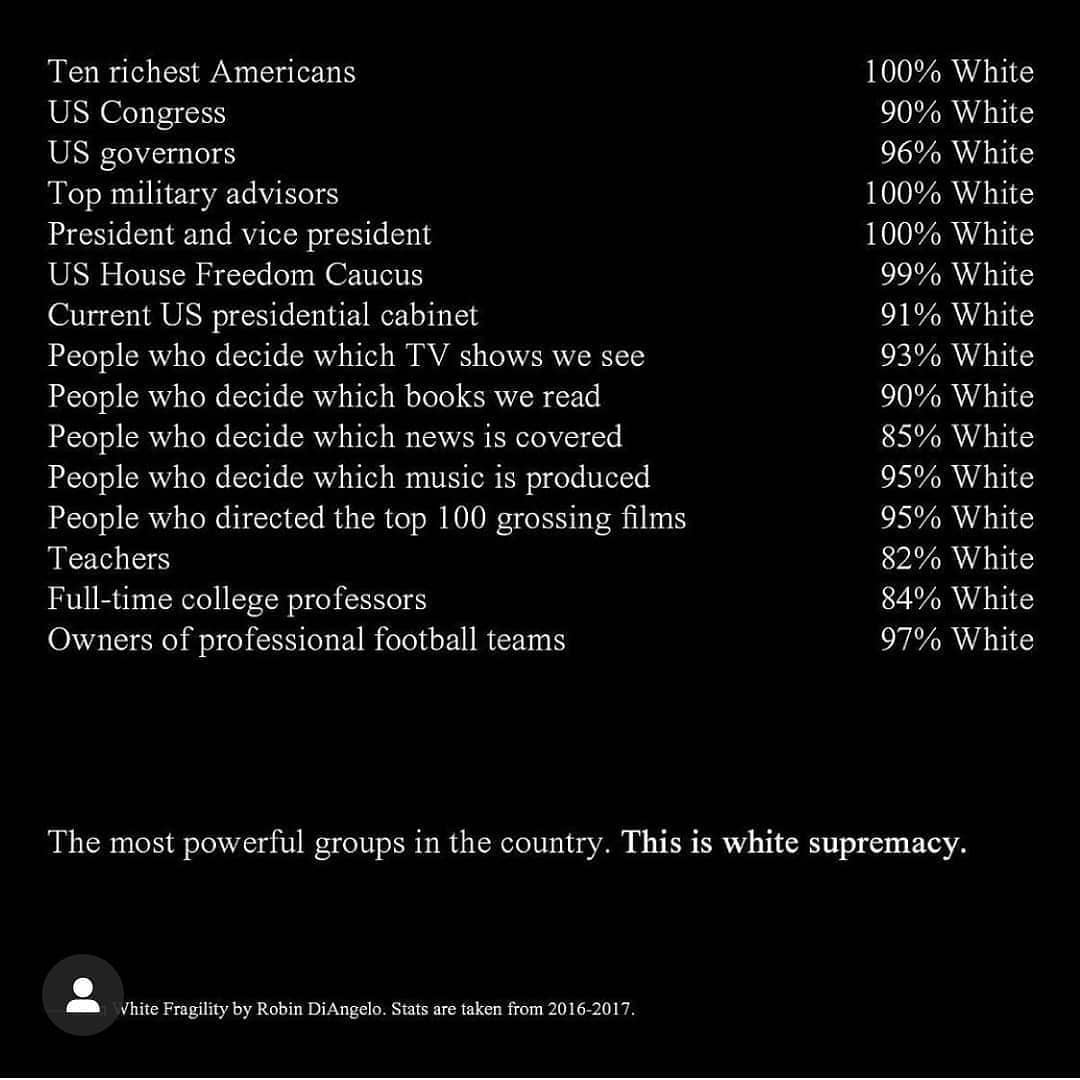 Ten richest Americans 100% White
US Congress 90% White
US governors 96% White
Top military advisors 100% White
President and vice president 100% White
US House Freedom Caucus 99% White
Current US presidential cabinet 91% White
People who decide which TV shows we see 93% White
People who decide which books we read 90% White
People who decide which news is covered 85% White
People who decide which music is produced 95% White
People who directed the top 100 grossing films 95% White
Teachers 82% White
Full-time college professors 84% White
Owners of professional football teams 97% White
The most powerful groups in the country. This is white supremacy.
White Fragility by Robin DiAngelo. Stats are taken from 2016-2017.